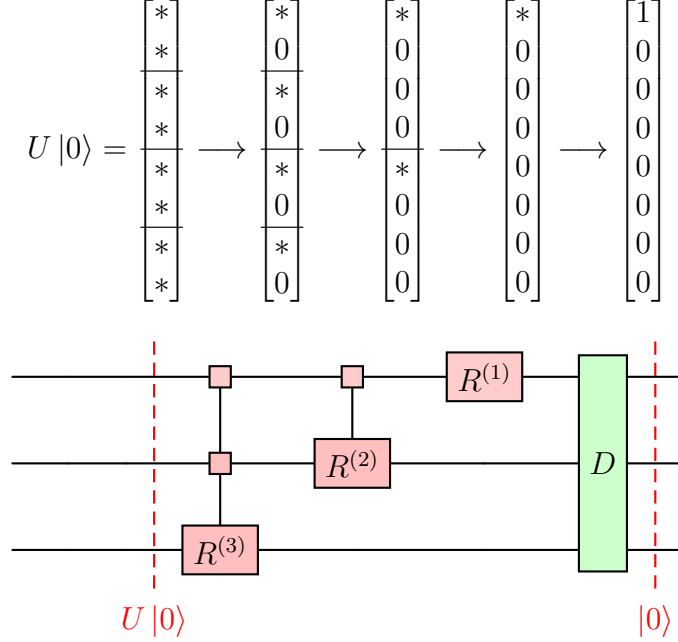 * * * * 1
* 0 0 0 0
* * 0 0 0
* 0 0 0 0
U |0⟩ = * ⟶ * ⟶ * ⟶ 0 ⟶ 0
* 0 0 0 0
* * 0 0 0
* 0 0 0 0
R^(1)
R^(2) D
R^(3)
U |0⟩ |0⟩